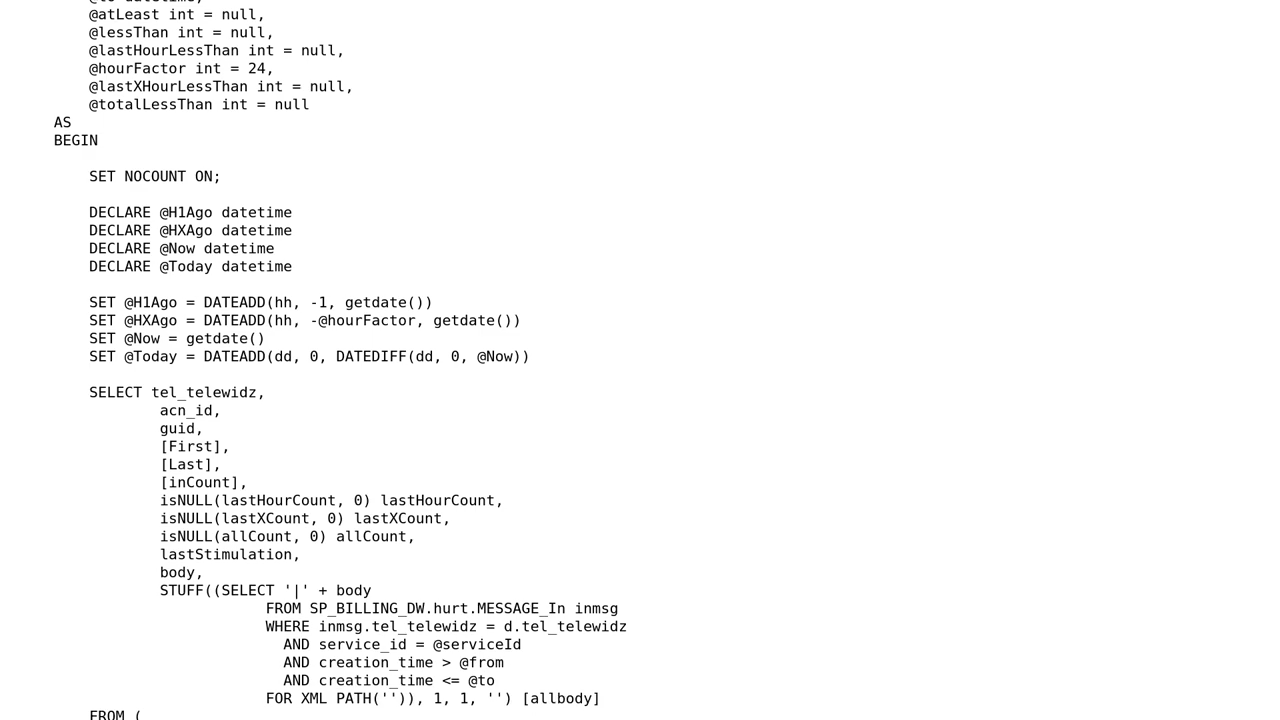 @to datetime,
@atLeast int = null,
@lessThan int = null,
@lastHourLessThan int = null,
@hourFactor int = 24,
@lastXHourLessThan int = null,
@totalLessThan int = null
AS
BEGIN
SET NOCOUNT ON;
DECLARE @H1Ago datetime
DECLARE @HXAgo datetime
DECLARE @Now datetime
DECLARE @Today datetime
SET @H1Ago = DATEADD(hh, -1, getdate())
SET @HXAgo = DATEADD(hh, -@hourFactor, getdate())
SET @Now = getdate()
SET @Today = DATEADD(dd, 0, DATEDIFF(dd, 0, @Now))
SELECT tel_telewidz,
acn_id,
guid,
[First],
[Last],
[inCount],
isNULL(lastHourCount, 0) lastHourCount,
isNULL(lastXCount, 0) lastXCount,
isNULL(allCount, 0) allCount,
lastStimulation,
body,
STUFF((SELECT '|' + body
FROM SP_BILLING_DW.hurt.MESSAGE_In inmsg
WHERE inmsg.tel_telewidz = d.tel_telewidz
AND service_id = @serviceId
AND creation_time > @from
AND creation_time <= @to
FOR XML PATH('')), 1, 1, '') [allbody]
FROM (